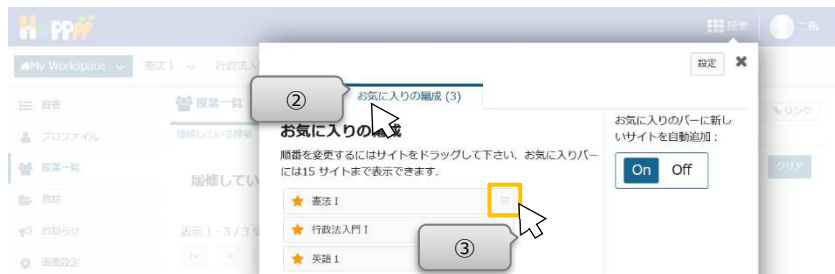 Hoppii
授業
二瓶
My Workspace
憲法 I
行政法入
設定
概要
授業一覧
②
お気に入りの編成 (3)
リンク
プロファイル
履修している授業
お気に入りの編成
お気に入りのバーに新し
いサイトを自動追加：
順番を変更するにはサイトをドラッグして下さい．お気に入りバー
には15 サイトまで表示できます.
On Off
クリア
授業一覧
履修してい
教材
憲法 I
お知らせ
表示 1 - 3 / 3
行政法入門 I
③
画面設定
英語 1